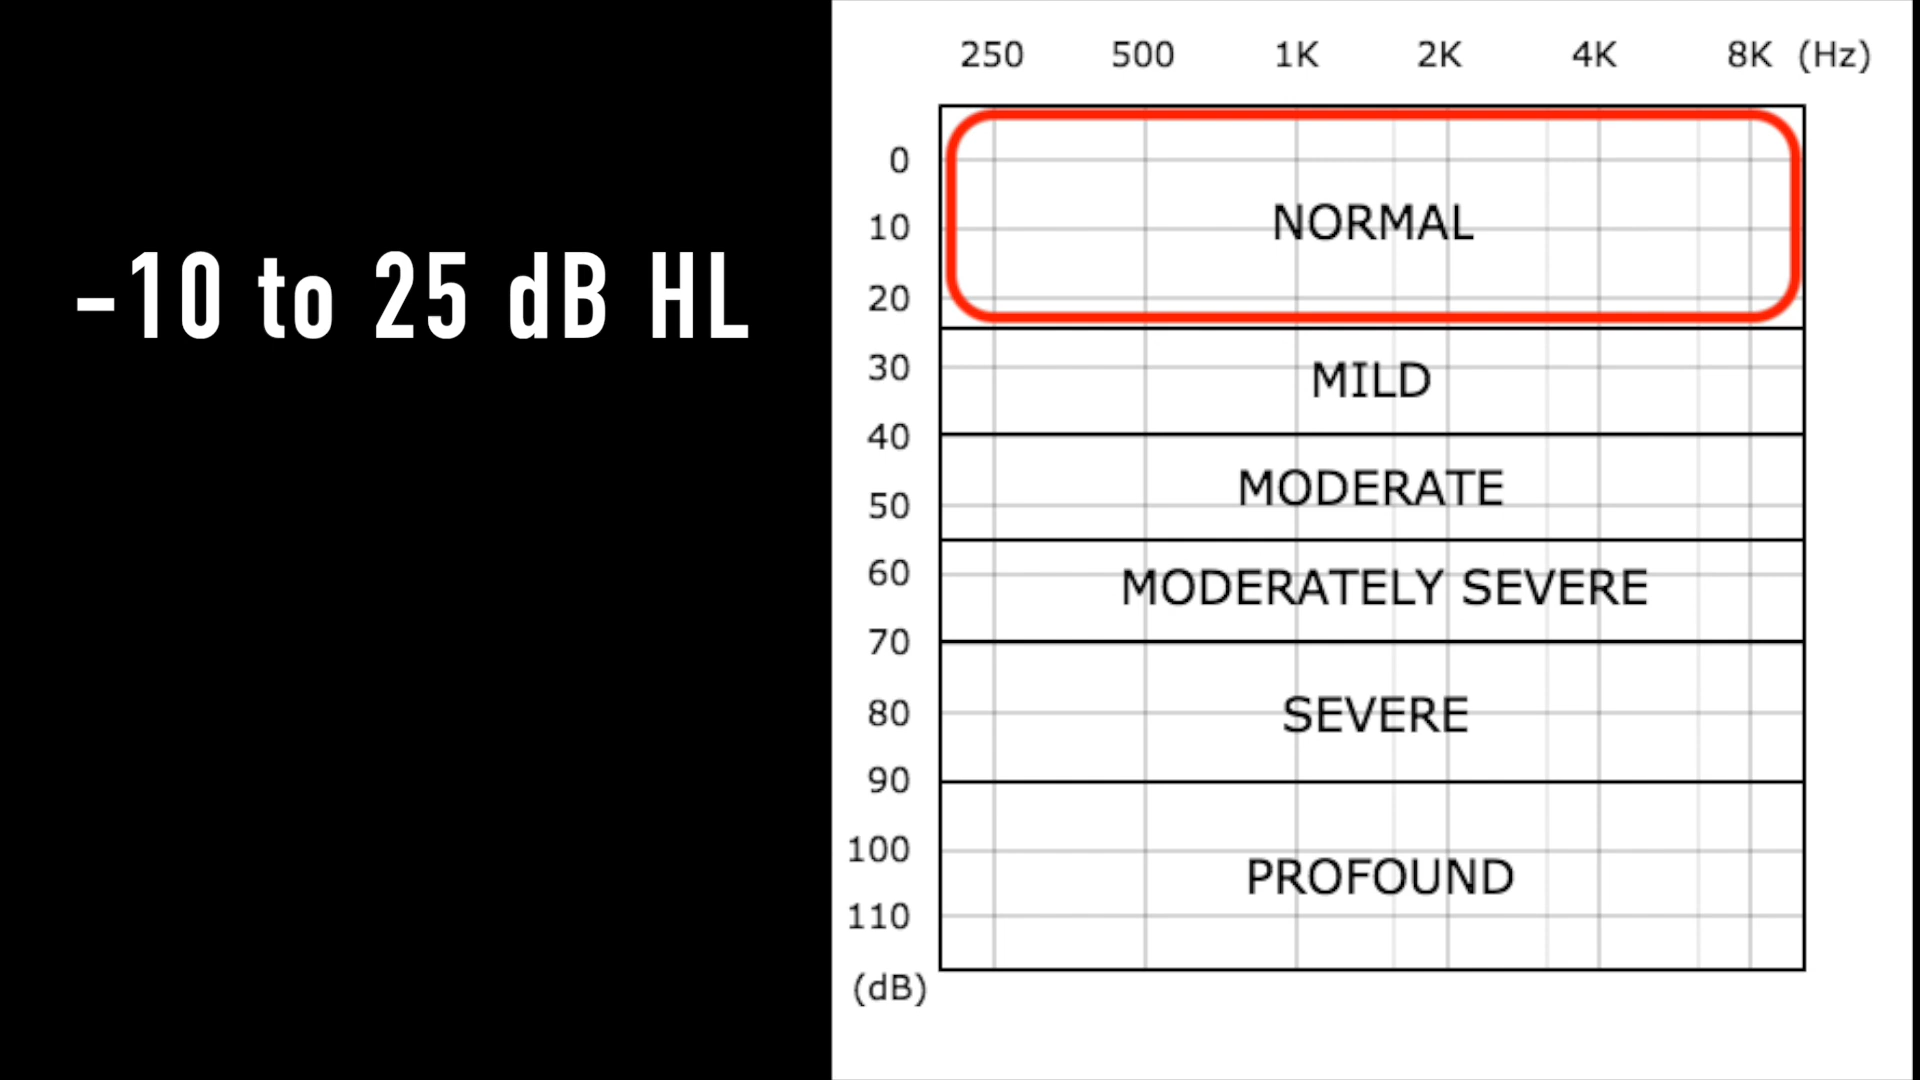 -10 to 25 dB HL
250 500 1K 2K 4K 8K (Hz)
0
NORMAL
10
20
30
MILD
40
MODERATE
50
60
MODERATELY SEVERE
70
80
SEVERE
90
100
PROFOUND
110
(dB)